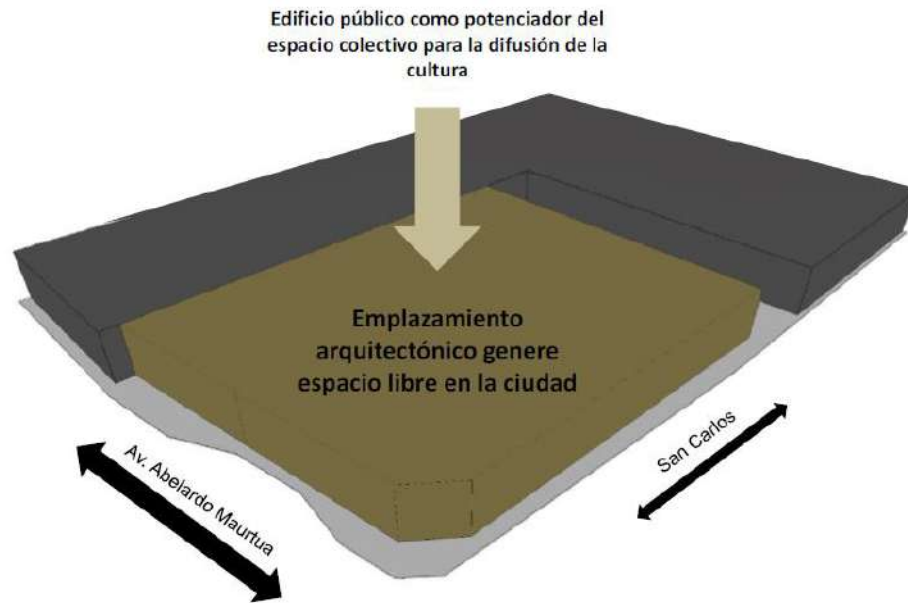 Edificio público como potenciador del
espacio colectivo para la difusión de la
cultura
Emplazamiento
arquitectónico genere
espacio libre en la ciudad
Av. Abelardo Maurtua
San Carlos